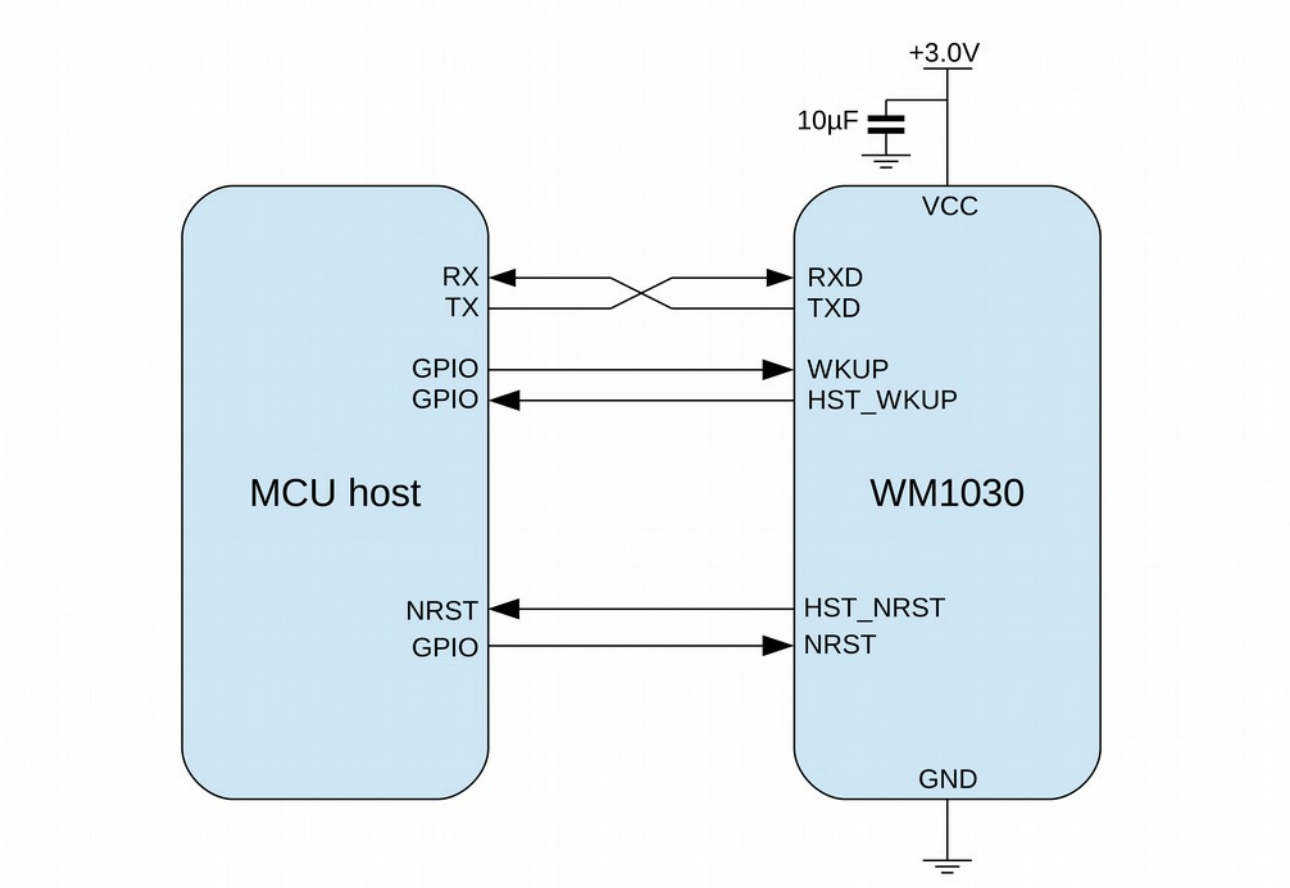 +3.0V
10µF
VCC
RX
RXD
TX
TXD
GPIO
WKUP
GPIO
HST_WKUP
MCU host
WM1030
NRST
HST_NRST
GPIO
NRST
GND